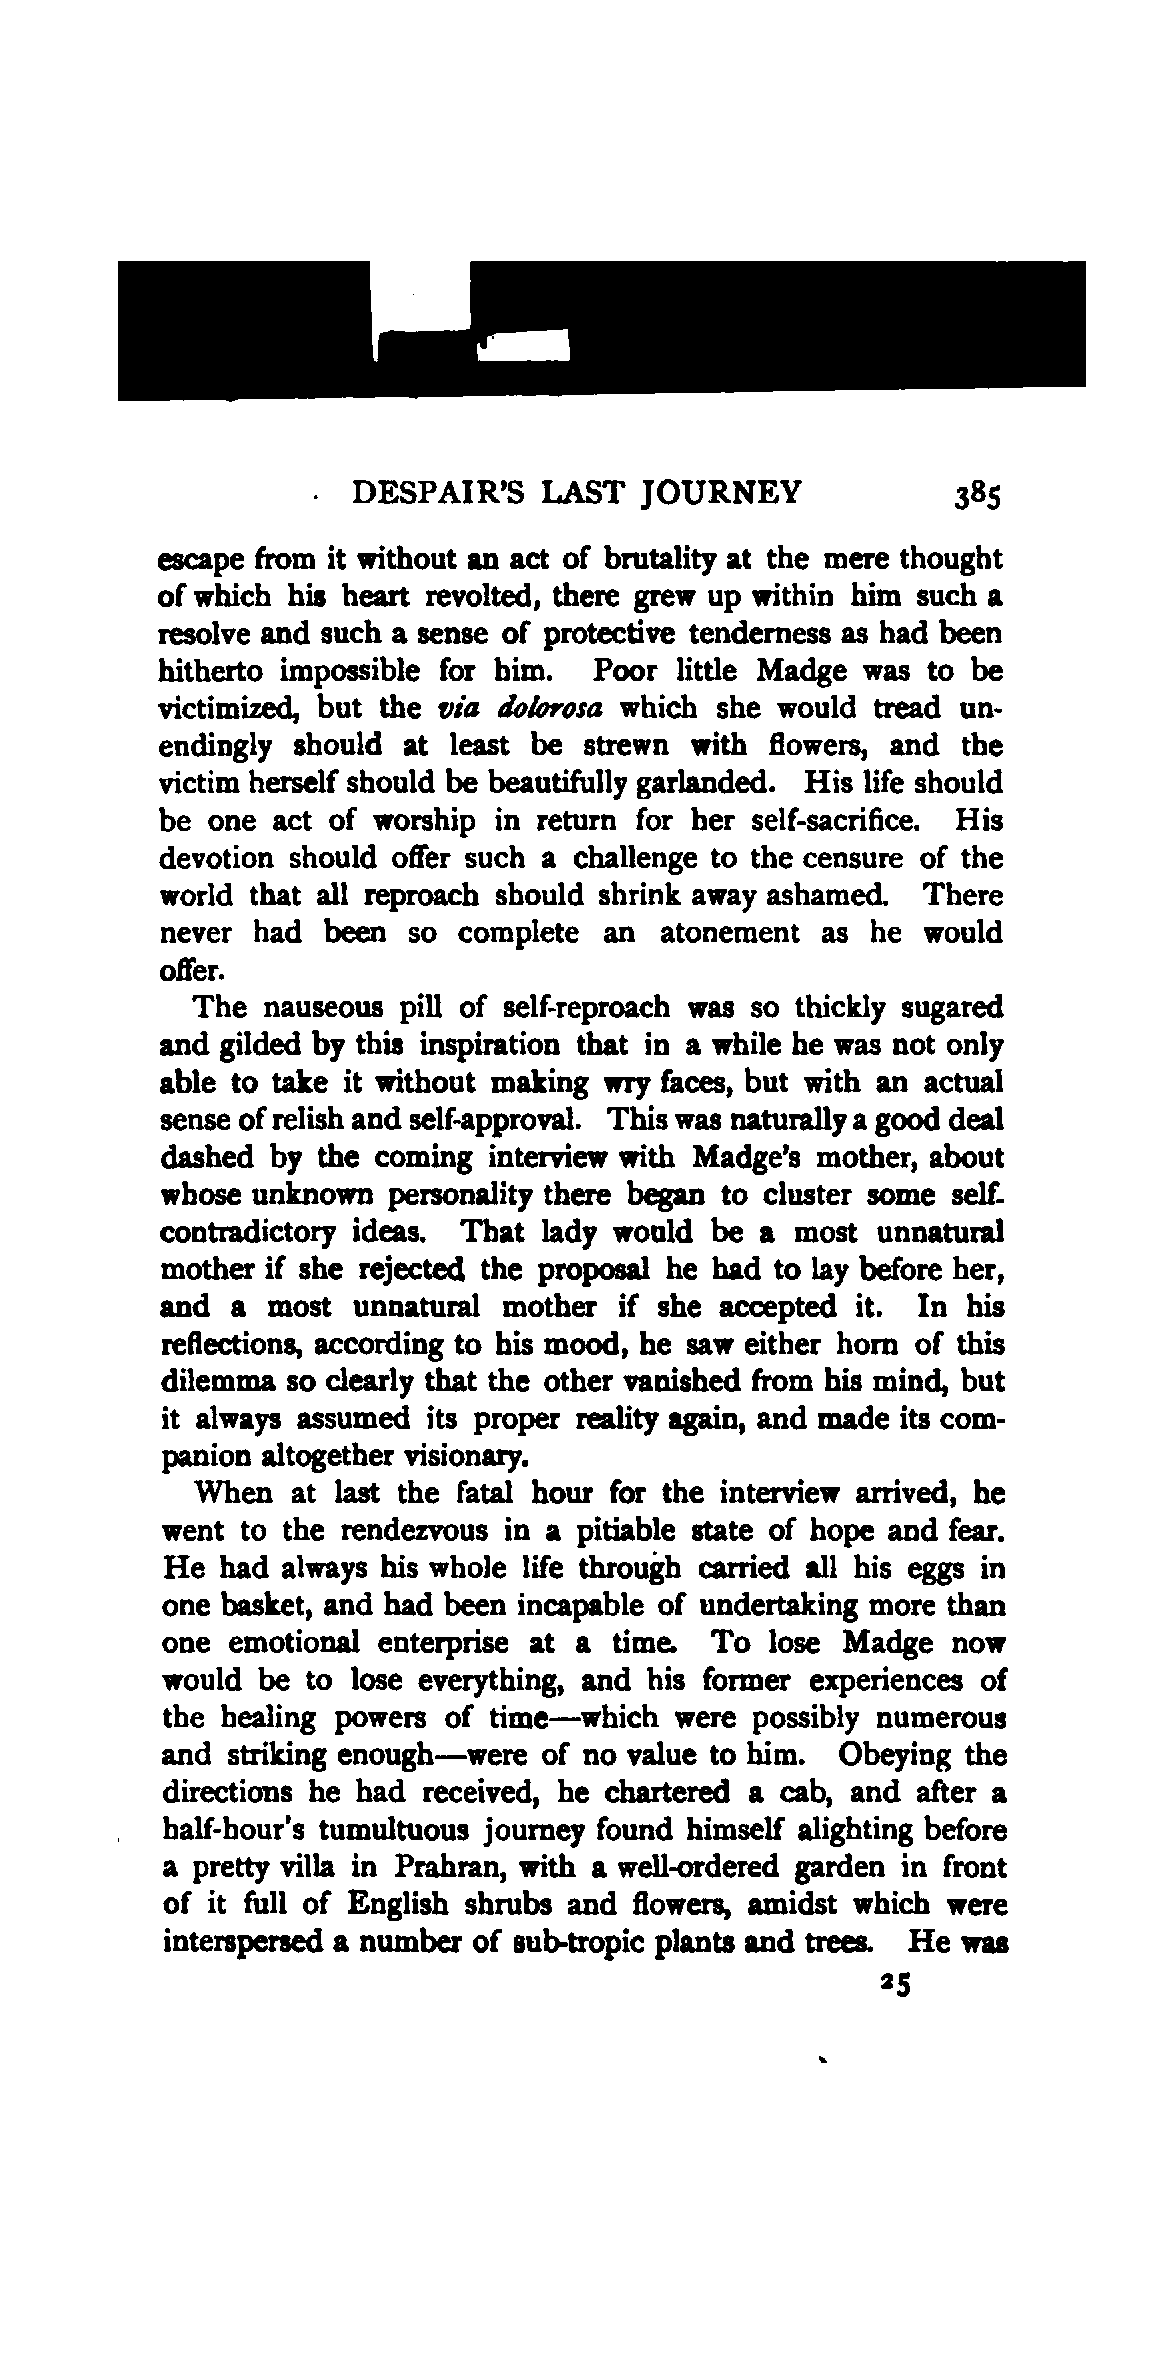 DESPAIR'S LAST JOURNEY 385
escape from it without an act of brutality at the mere thought
of which his heart revolted, there grew up within him such a
resolve and such a sense of protective tenderness as had been
hitherto impossible for him. Poor little Madge was to be
victimized, but the via dolorosa which she would tread un-
endingly should at least be strewn with flowers, and the
victim herself should be beautifully garlanded. His life should
be one act of worship in return for her self-sacrifice. His
devotion should offer such a challenge to the censure of the
world that all reproach should shrink away ashamed. There
never had been so complete an atonement as he would
offer.
The nauseous pill of self-reproach was so thickly sugared
and gilded by this inspiration that in a while he was not only
able to take it without making wry faces, but with an actual
sense of relish and self-approval. This was naturally a good deal
dashed by the coming interview with Madge's mother, about
whose unknown personality there began to cluster some self-
contradictory ideas. That lady would be a most unnatural
mother if she rejected the proposal he had to lay before her,
and a most unnatural mother if she accepted it. In his
reflections, according to his mood, he saw either horn of this
dilemma so clearly that the other vanished from his mind, but
it always assumed its proper reality again, and made its com-
panion altogether visionary.
When at last the fatal hour for the interview arrived, he
went to the rendezvous in a pitiable state of hope and fear.
He had always his whole life through carried all his eggs in
one basket, and had been incapable of undertaking more than
one emotional enterprise at a time. To lose Madge now
would be to lose everything, and his former experiences of
the healing powers of time—which were possibly numerous
and striking enough—were of no value to him. Obeying the
directions he had received, he chartered a cab, and after a
half-hour's tumultuous journey found himself alighting before
a pretty villa in Prahran, with a well-ordered garden in front
of it full of English shrubs and flowers, amidst which were
interspersed a number of sub-tropic plants and trees. He was
25